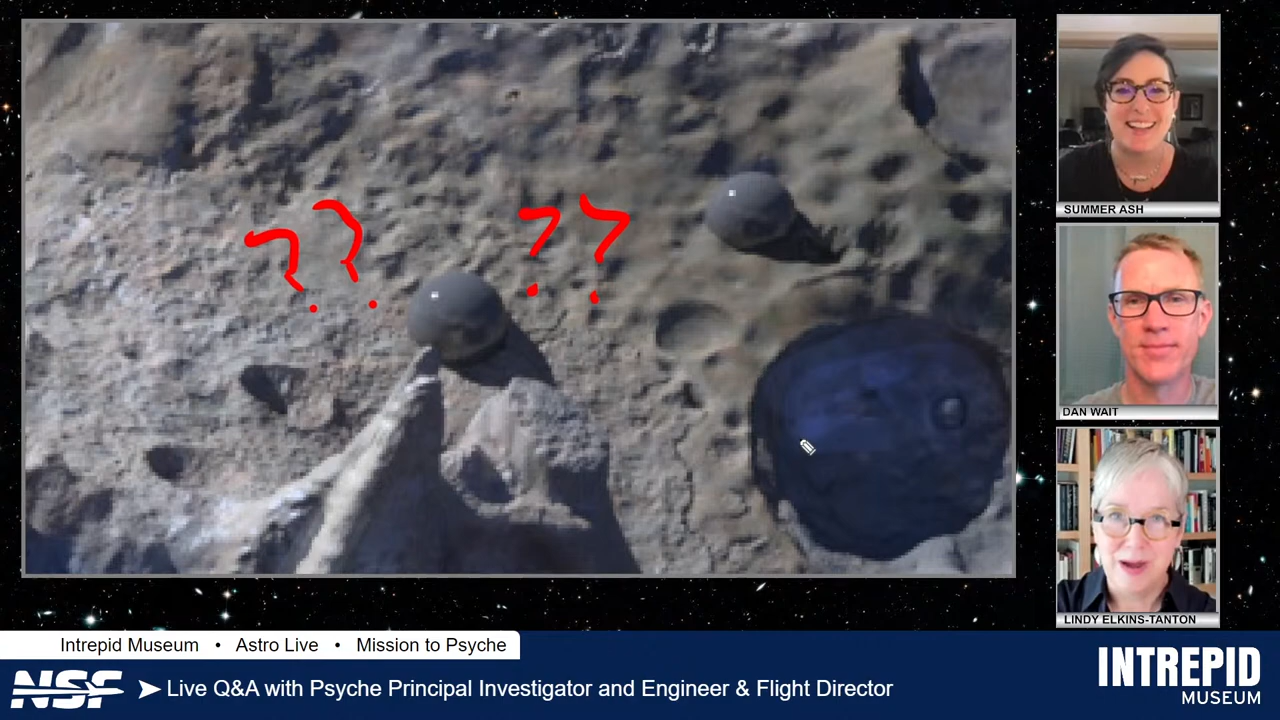 ?? ??
SUMMER ASH
DAN WAIT
LINDY ELKINS-TANTON
Intrepid Museum • Astro Live • Mission to Psyche
NSF
Live Q&A with Psyche Principal Investigator and Engineer & Flight Director
INTREPID
MUSEUM